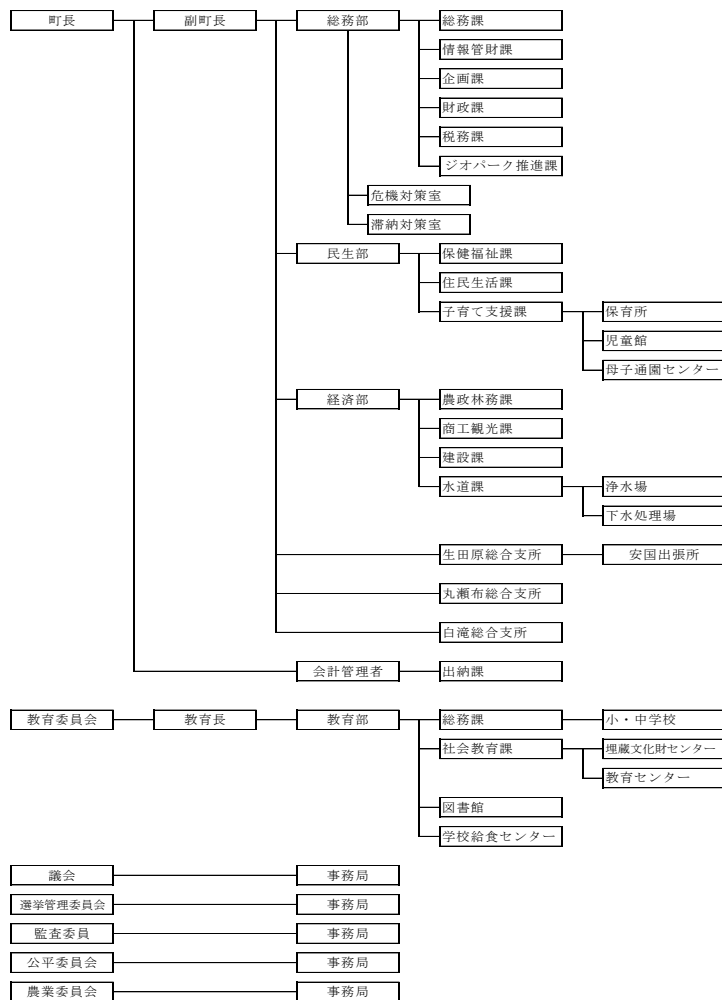 町長 副町長 総務部 総務課
情報管財課
企画課
財政課
税務課
ジオパーク推進課
危機対策室
滞納対策室
民生部 保健福祉課
住民生活課
子育て支援課 保育所
児童館
母子通園センター
経済部 農政林務課
商工観光課
建設課
水道課 浄水場
下水処理場
生田原総合支所 安国出張所
丸瀬布総合支所
白滝総合支所
会計管理者 出納課
教育委員会 教育長 教育部 総務課 小・中学校
社会教育課 埋蔵文化財センター
教育センター
図書館
学校給食センター
議会 事務局
選挙管理委員会 事務局
監査委員 事務局
公平委員会 事務局
農業委員会 事務局